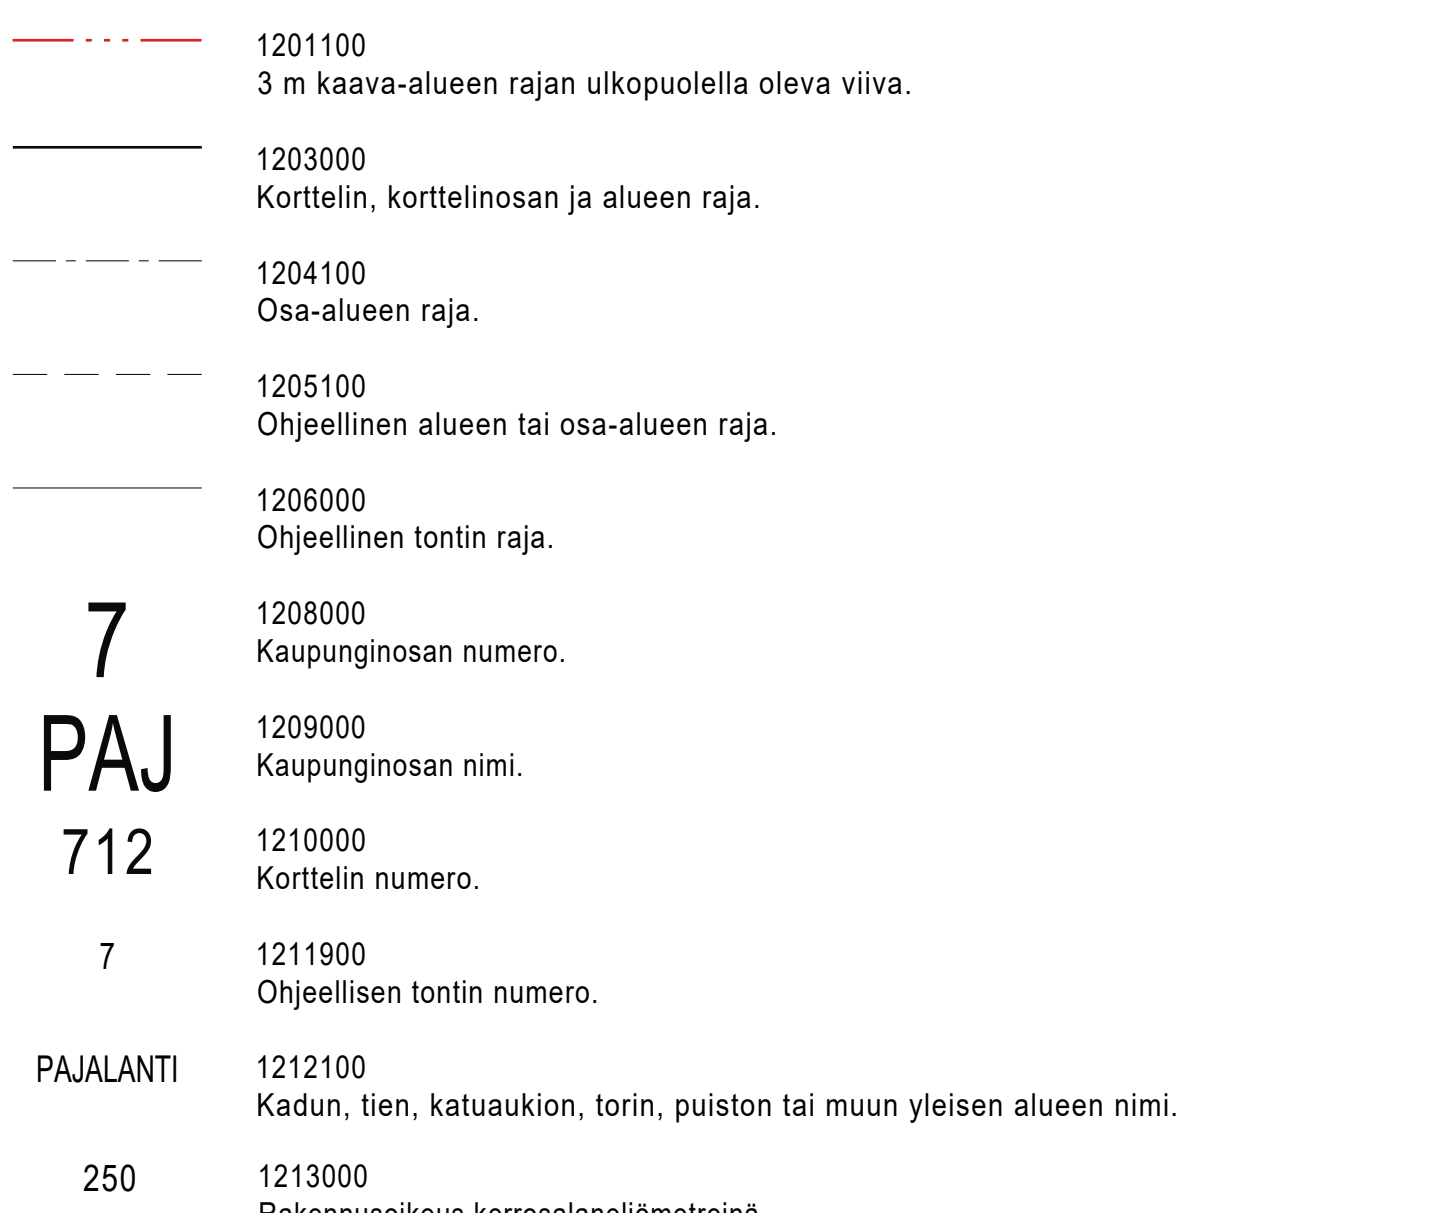 1201100
3 m kaava-alueen rajan ulkopuolella oleva viiva.
1203000
Korttelin, korttelinosan ja alueen raja.
1204100
Osa-alueen raja.
1205100
Ohjeellinen alueen tai osa-alueen raja.
1206000
Ohjeellinen tontin raja.
7 1208000
Kaupunginosan numero.
PAJ 1209000
Kaupunginosan nimi.
712 1210000
Korttelin numero.
7 1211900
Ohjeellisen tontin numero.
PAJALANTI 1212100
Kadun, tien, katuaukion, torin, puiston tai muun yleisen alueen nimi.
250 1213000
Rakennusoikeus kerrosalaneliömetreinä